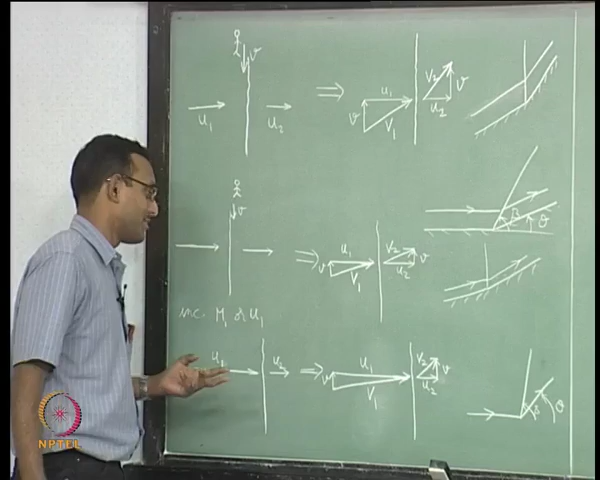 v
u₁ u₂ ⇒ v u₁ V₁ V₂ v u₂
v
⇒ v u₁ V₁ V₂ v u₂
β θ
inc. M₁ or u₁
u₁ u₂ ⇒ v u₁ V₁ V₂ v u₂
β θ
NPTEL